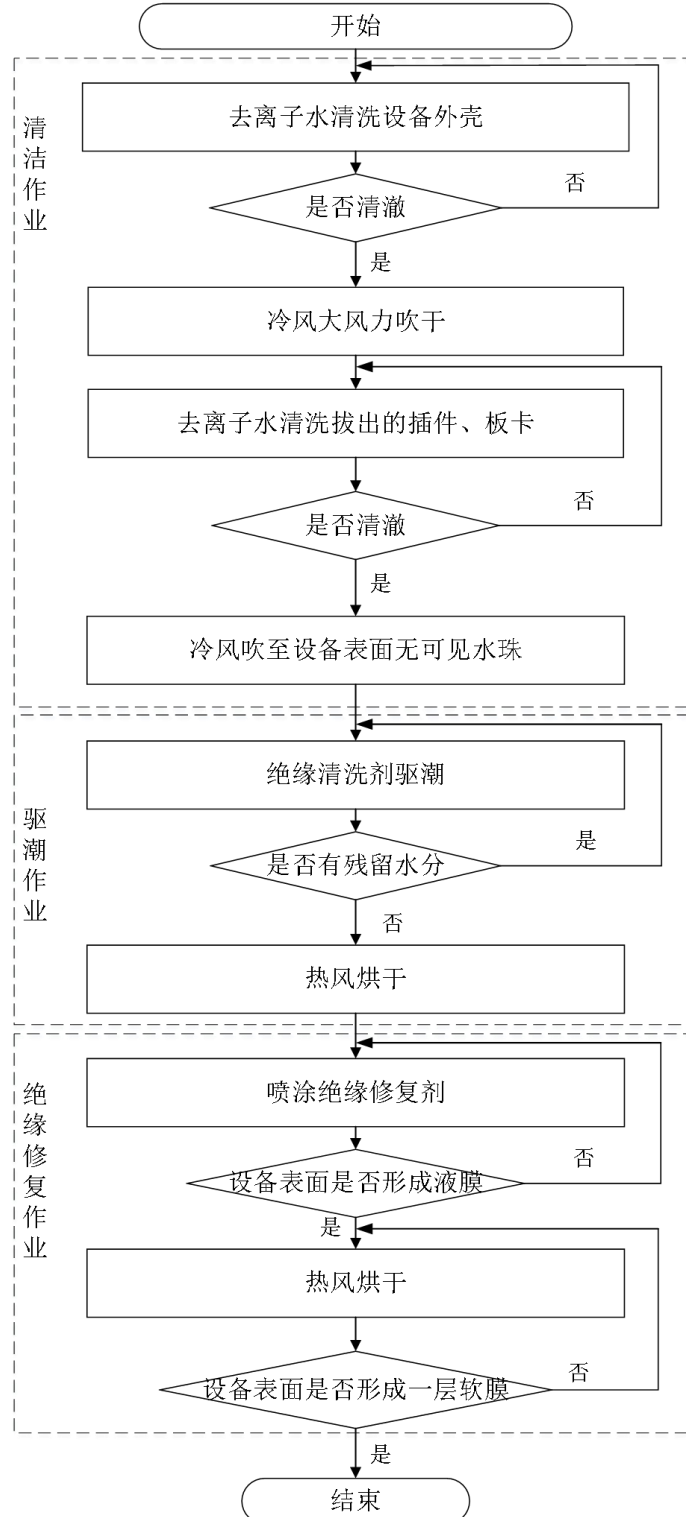 开始
清洁作业
去离子水清洗设备外壳
否
是否清澈
是
冷风大风力吹干
去离子水清洗拔出的插件、板卡
否
是否清澈
是
冷风吹至设备表面无可见水珠
驱潮作业
绝缘清洗剂驱潮
是
是否有残留水分
否
热风烘干
绝缘修复作业
喷涂绝缘修复剂
否
设备表面是否形成液膜
是
热风烘干
否
设备表面是否形成一层软膜
是
结束